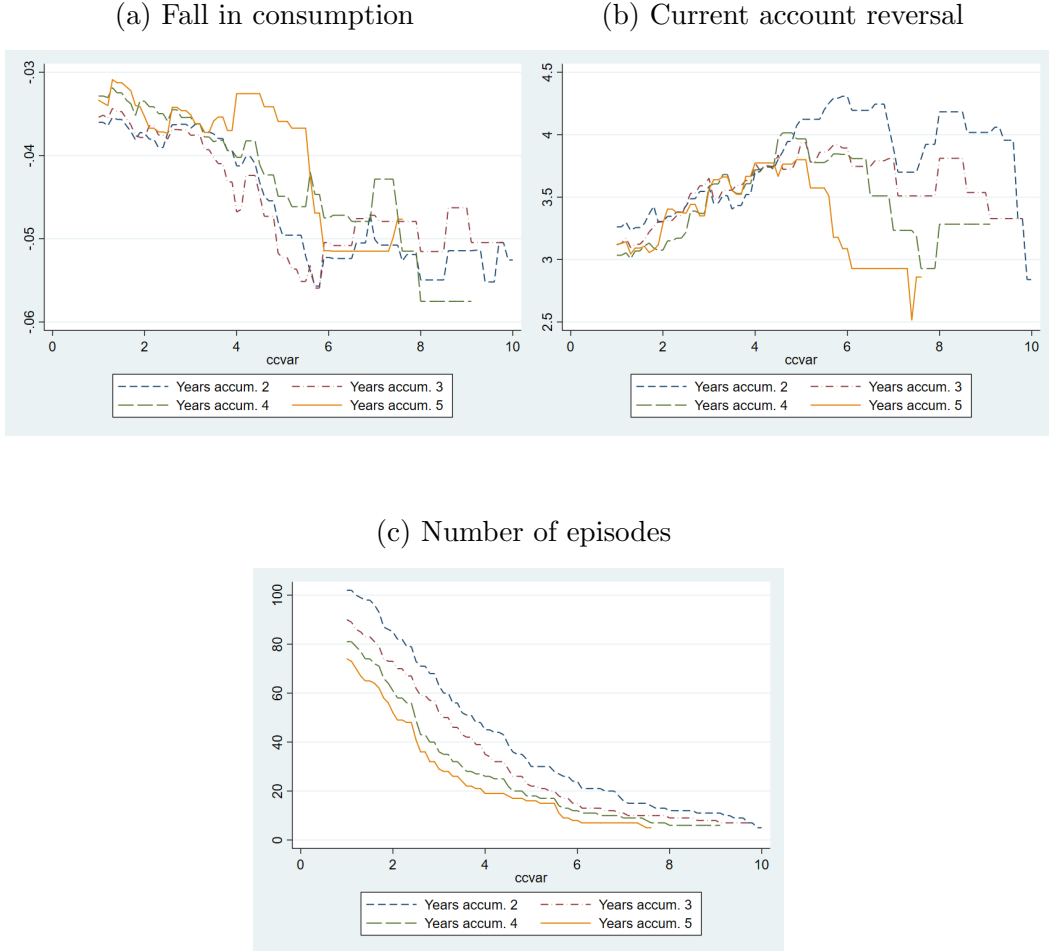 (a) Fall in consumption
(b) Current account reversal
-.03
-.04
-.05
-.06
0 2 4 6 8 10
ccvar
Years accum. 2 Years accum. 3
Years accum. 4 Years accum. 5
4.5
4
3.5
3
2.5
0 2 4 6 8 10
ccvar
Years accum. 2 Years accum. 3
Years accum. 4 Years accum. 5
(c) Number of episodes
100
80
60
40
20
0
0 2 4 6 8 10
ccvar
Years accum. 2 Years accum. 3
Years accum. 4 Years accum. 5